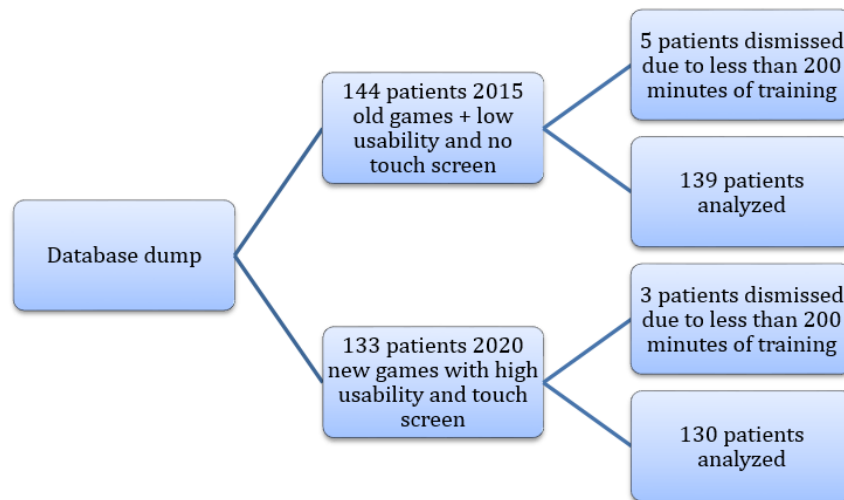 Database dump
144 patients 2015
old games + low
usability and no
touch screen
5 patients dismissed
due to less than 200
minutes of training
139 patients
analyzed
133 patients 2020
new games with high
usability and touch
screen
3 patients dismissed
due to less than 200
minutes of training
130 patients
analyzed